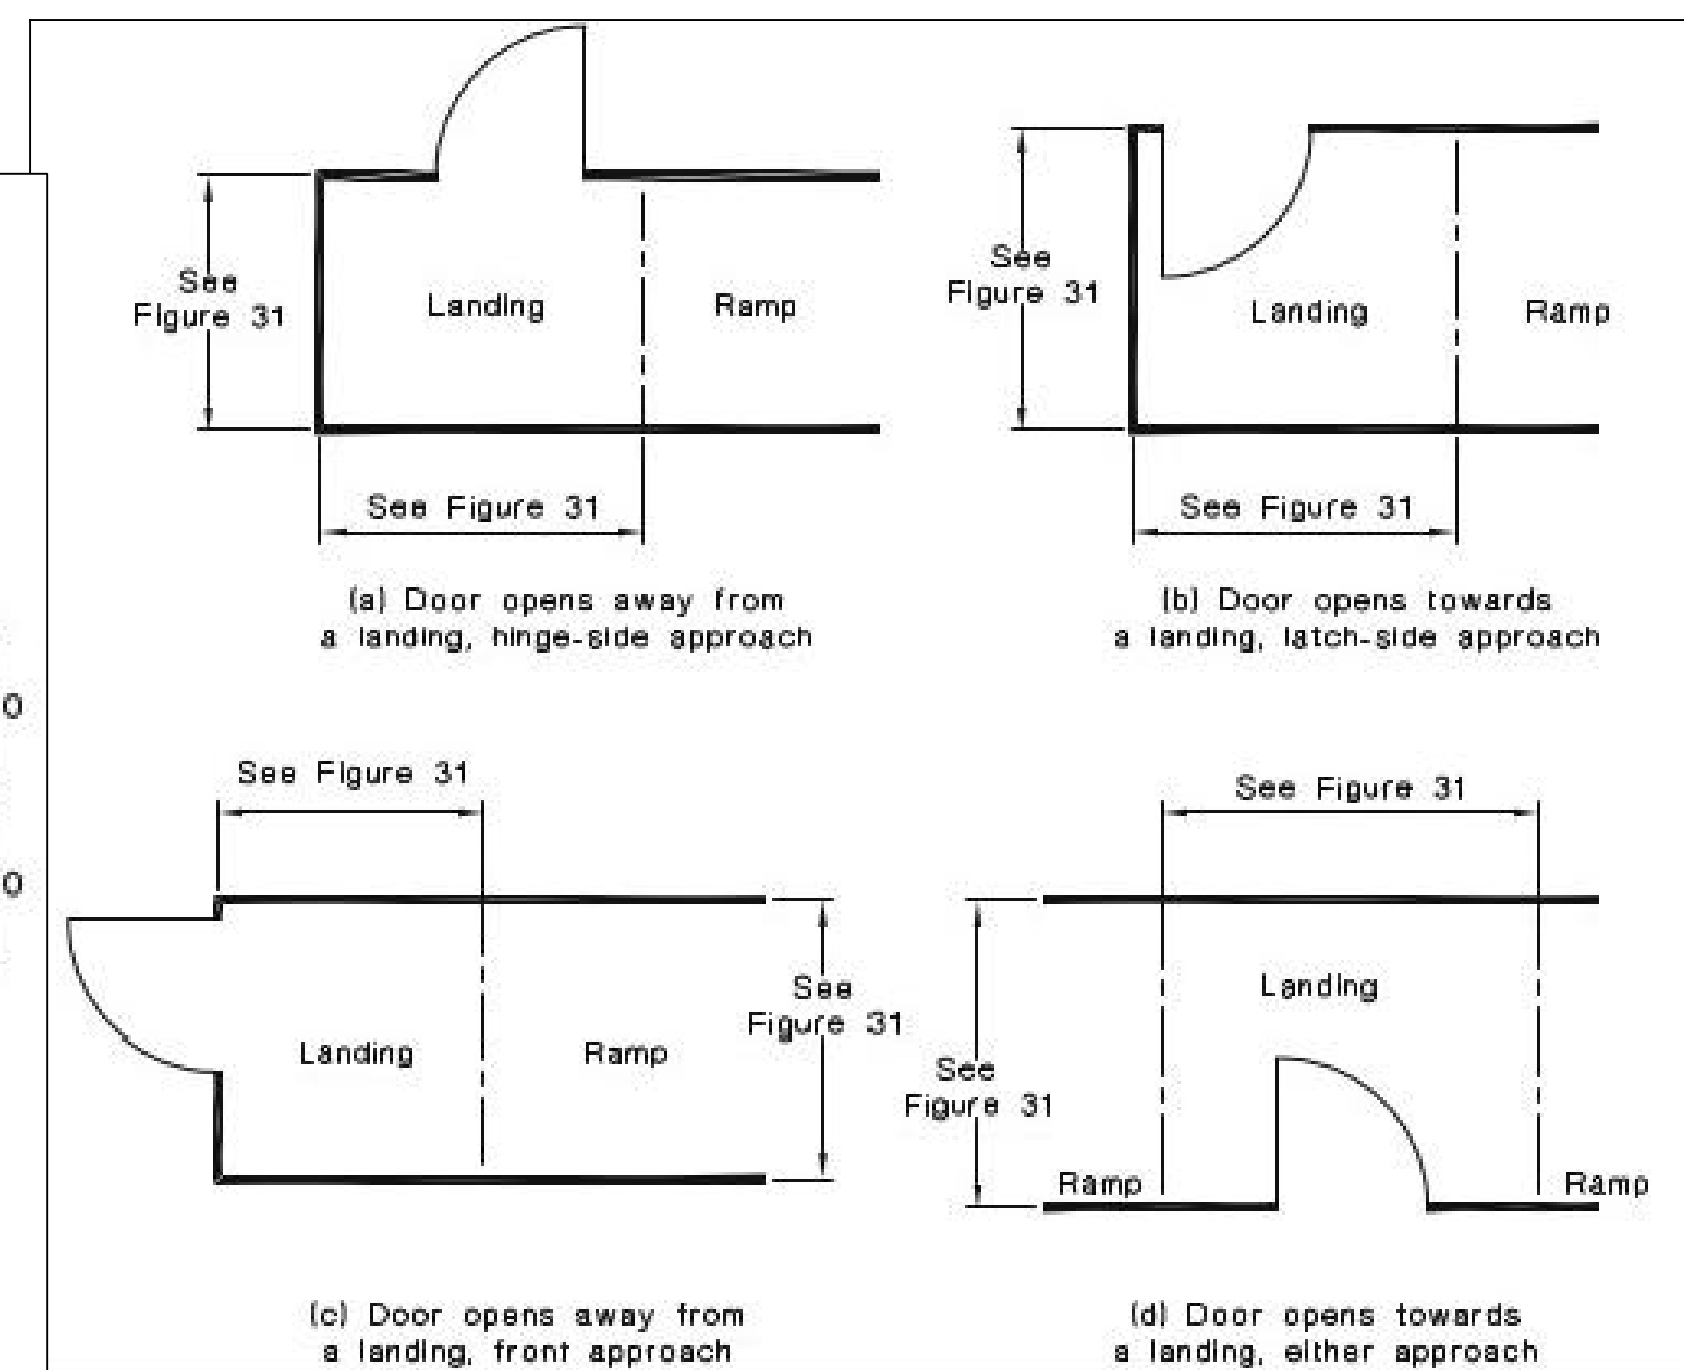 See
Figure 31
Landing
Ramp
See Figure 31
(a) Door opens away from
a landing, hinge-side approach
See
Figure 31
Landing
Ramp
See Figure 31
(b) Door opens towards
a landing, latch-side approach
0
0
See Figure 31
Landing
Ramp
See
Figure 31
(c) Door opens away from
a landing, front approach
See Figure 31
Landing
See
Figure 31
Ramp
Ramp
(d) Door opens towards
a landing, either approach